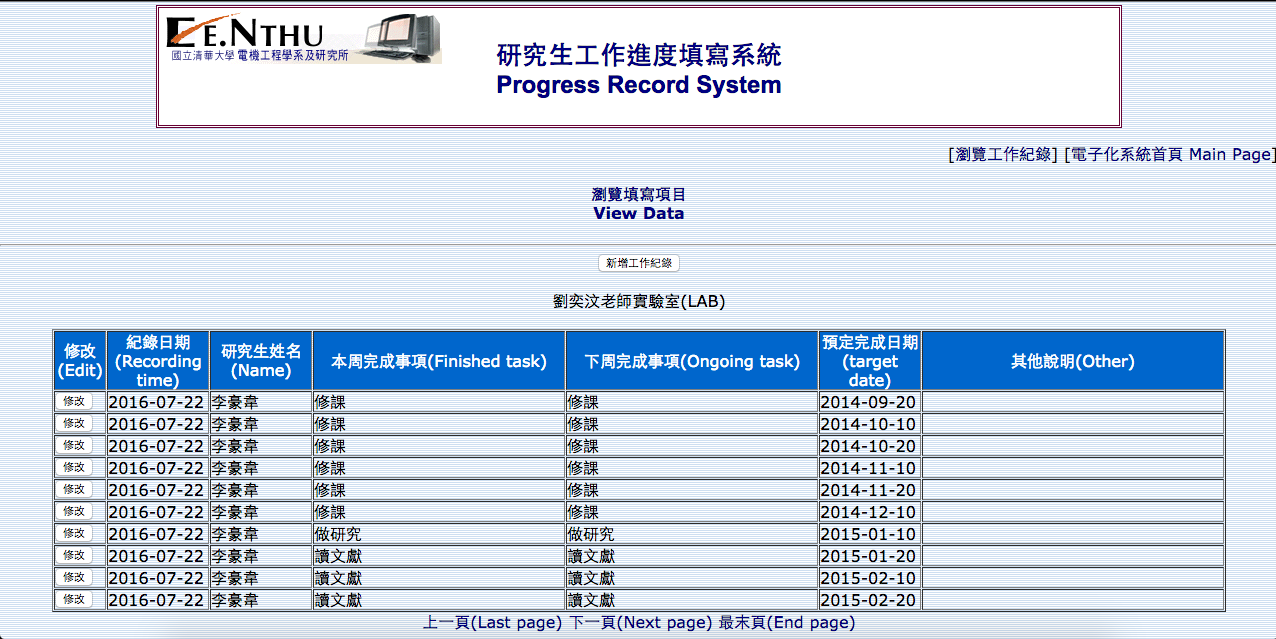 EE.NTHU
國立清華大學 電機工程學系及研究所
研究生工作進度填寫系統
Progress Record System
[瀏覽工作紀錄] [電子化系統首頁 Main Page]
瀏覽填寫項目
View Data
新增工作紀錄
劉奕汶老師實驗室(LAB)
修改(Edit) 紀錄日期(Recording time) 研究生姓名(Name) 本周完成事項(Finished task) 下周完成事項(Ongoing task) 預定完成日期(target date) 其他說明(Other)
修改 2016-07-22 李豪韋 修課 修課 2014-09-20
修改 2016-07-22 李豪韋 修課 修課 2014-10-10
修改 2016-07-22 李豪韋 修課 修課 2014-10-20
修改 2016-07-22 李豪韋 修課 修課 2014-11-10
修改 2016-07-22 李豪韋 修課 修課 2014-11-20
修改 2016-07-22 李豪韋 修課 修課 2014-12-10
修改 2016-07-22 李豪韋 做研究 做研究 2015-01-10
修改 2016-07-22 李豪韋 讀文獻 讀文獻 2015-01-20
修改 2016-07-22 李豪韋 讀文獻 讀文獻 2015-02-10
修改 2016-07-22 李豪韋 讀文獻 讀文獻 2015-02-20
上一頁(Last page) 下一頁(Next page) 最末頁(End page)